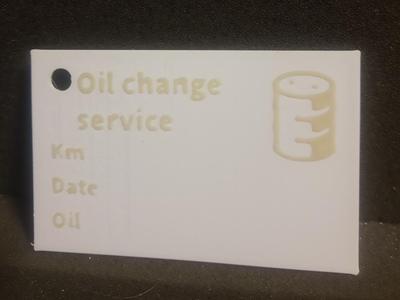 Oil change
service
Km
Date
Oil